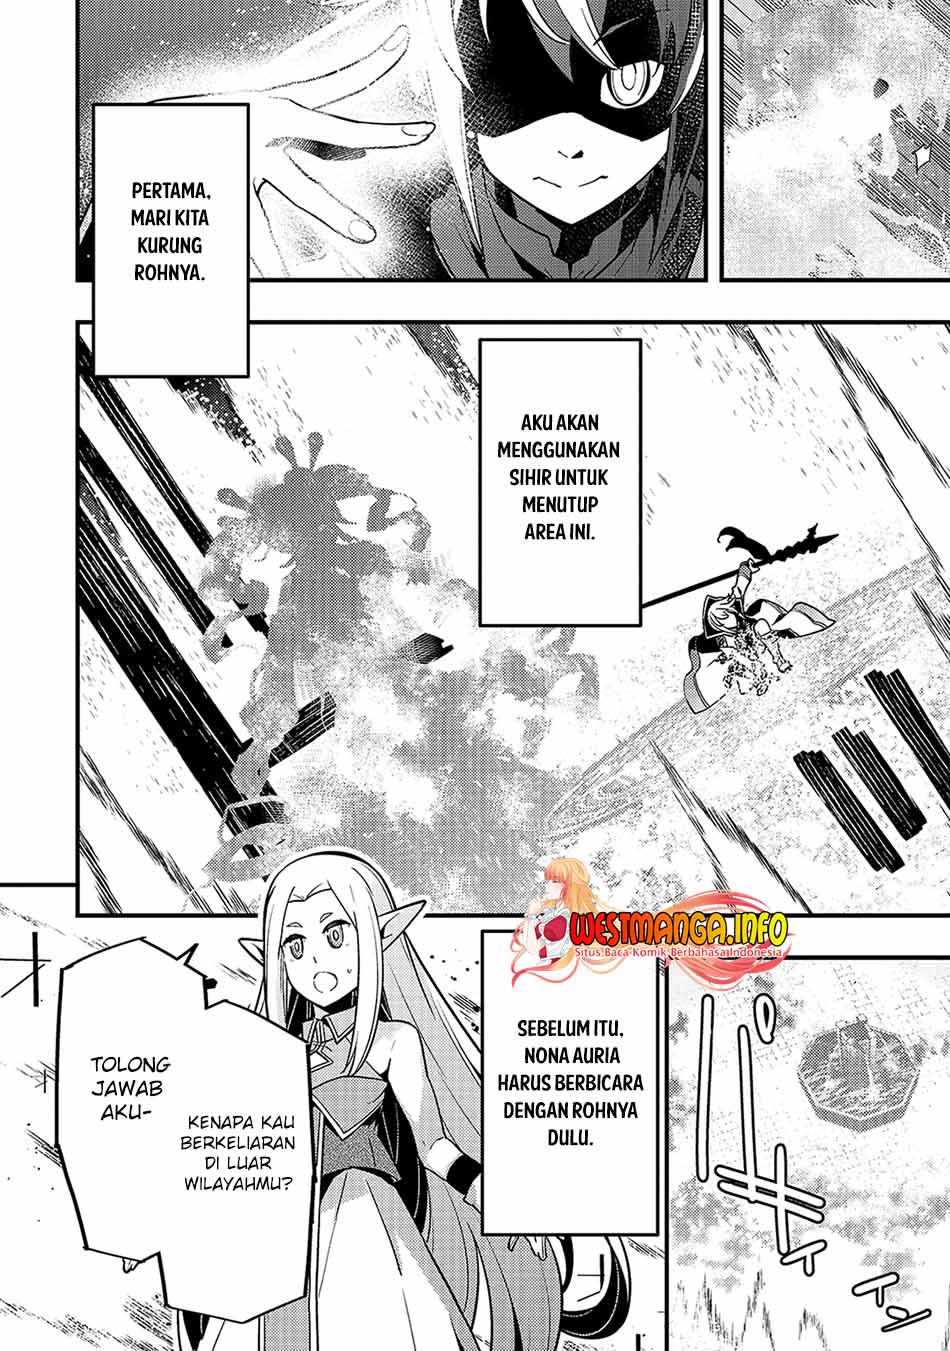 PERTAMA,
MARI KITA
KURUNG
ROHNYA.
AKU AKAN
MENGGUNAKAN
SIHIR UNTUK
MENUTUP
AREA INI.
WESTMANGA.INFO
Situs Baca Komik Berbahasa Indonesia
SEBELUM ITU,
NONA AURIA
HARUS BERBICARA
DENGAN ROHNYA
DULU.
TOLONG
JAWAB
AKU-
KENAPA KAU
BERKELIARAN
DI LUAR
WILAYAHMU?